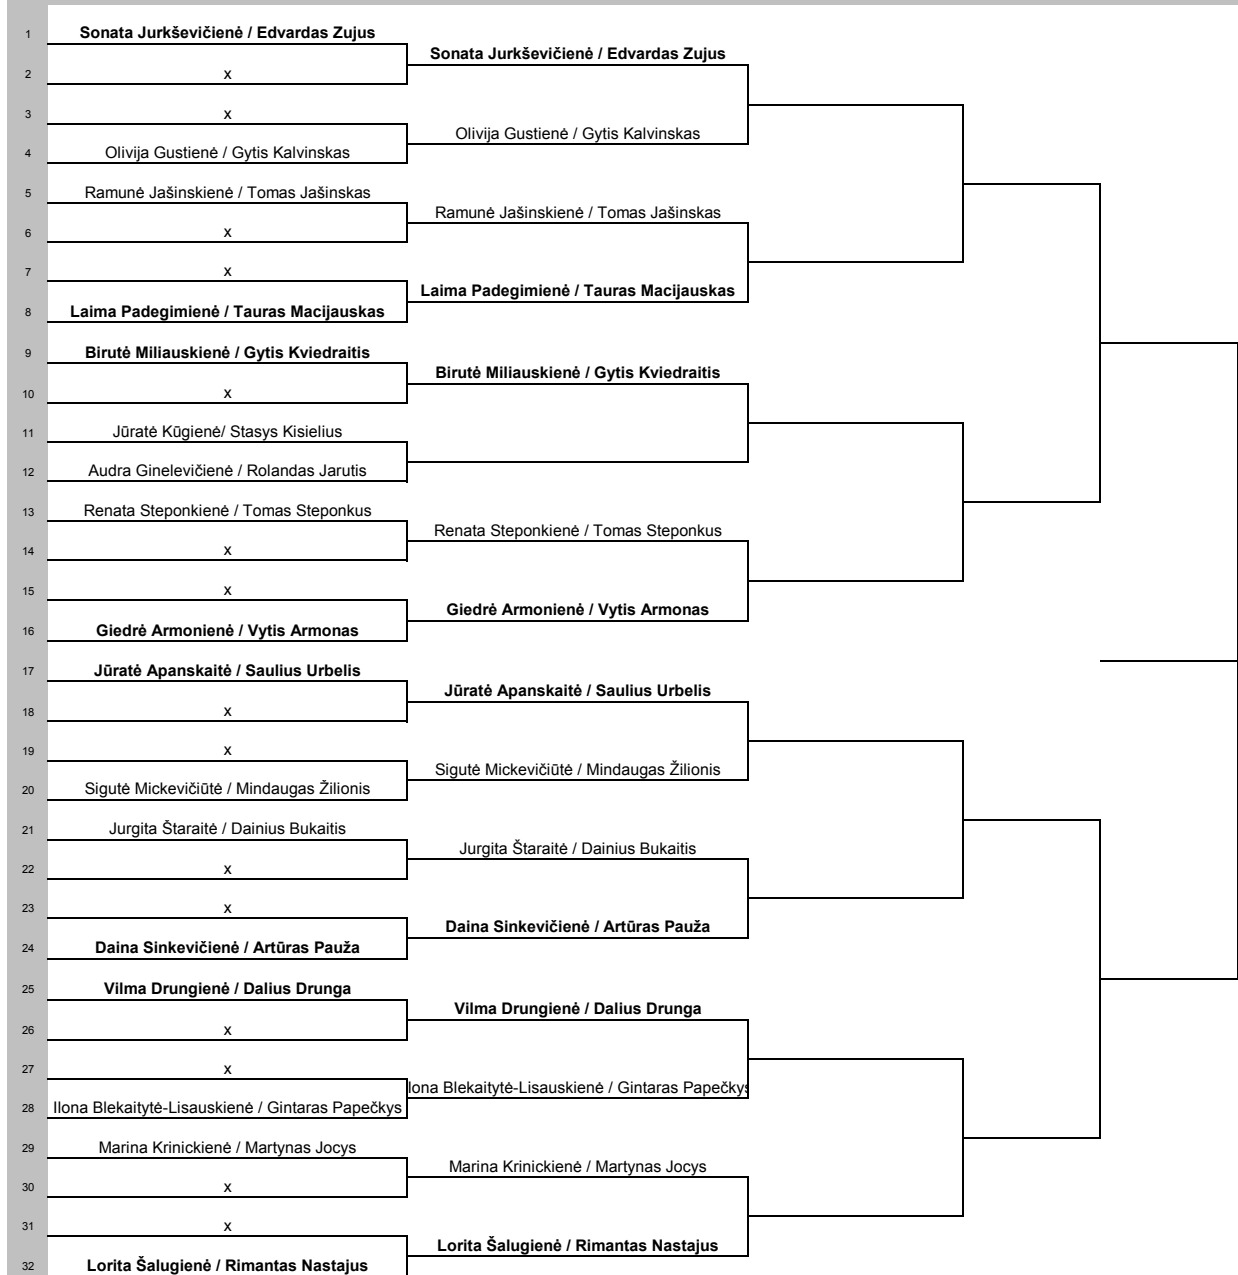 1 Sonata Jurkševičienė / Edvardas Zujus
Sonata Jurkševičienė / Edvardas Zujus
2 x
3 x
Olivija Gustienė / Gytis Kalvinskas
4 Olivija Gustienė / Gytis Kalvinskas
5 Ramunė Jašinskienė / Tomas Jašinskas
Ramunė Jašinskienė / Tomas Jašinskas
6 x
7 x
Laima Padegimienė / Tauras Macijauskas
8 Laima Padegimienė / Tauras Macijauskas
9 Birutė Miliauskienė / Gytis Kviedraitis
Birutė Miliauskienė / Gytis Kviedraitis
10 x
11 Jūratė Kūgienė/ Stasys Kisielius
12 Audra Ginelevičienė / Rolandas Jarutis
13 Renata Steponkienė / Tomas Steponkus
Renata Steponkienė / Tomas Steponkus
14 x
15 x
Giedrė Armonienė / Vytis Armonas
16 Giedrė Armonienė / Vytis Armonas
17 Jūratė Apanskaitė / Saulius Urbelis
Jūratė Apanskaitė / Saulius Urbelis
18 x
19 x
Sigutė Mickevičiūtė / Mindaugas Žilionis
20 Sigutė Mickevičiūtė / Mindaugas Žilionis
21 Jurgita Štaraitė / Dainius Bukaitis
Jurgita Štaraitė / Dainius Bukaitis
22 x
23 x
Daina Sinkevičienė / Artūras Pauža
24 Daina Sinkevičienė / Artūras Pauža
25 Vilma Drungienė / Dalius Drunga
Vilma Drungienė / Dalius Drunga
26 x
27 x
lona Blekaitytė-Lisauskienė / Gintaras Papečkys
28 Ilona Blekaitytė-Lisauskienė / Gintaras Papečkys
29 Marina Krinickienė / Martynas Jocys
Marina Krinickienė / Martynas Jocys
30 x
31 x
Lorita Šalugienė / Rimantas Nastajus
32 Lorita Šalugienė / Rimantas Nastajus